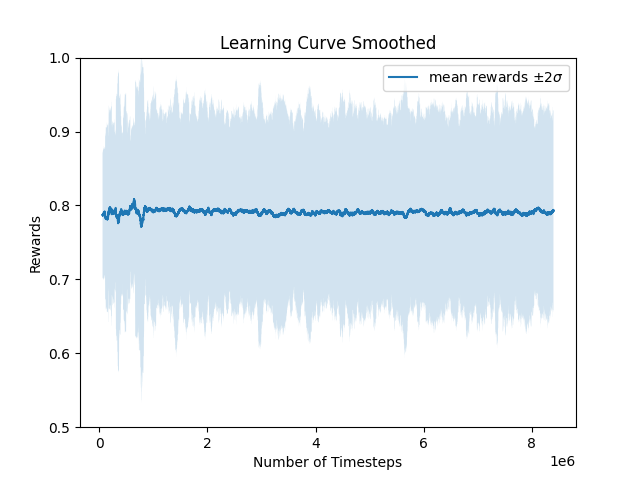 Learning Curve Smoothed
mean rewards ±2σ
1.0
0.9
0.8
0.7
0.6
0.5
Rewards
0 2 4 6 8
1e6
Number of Timesteps